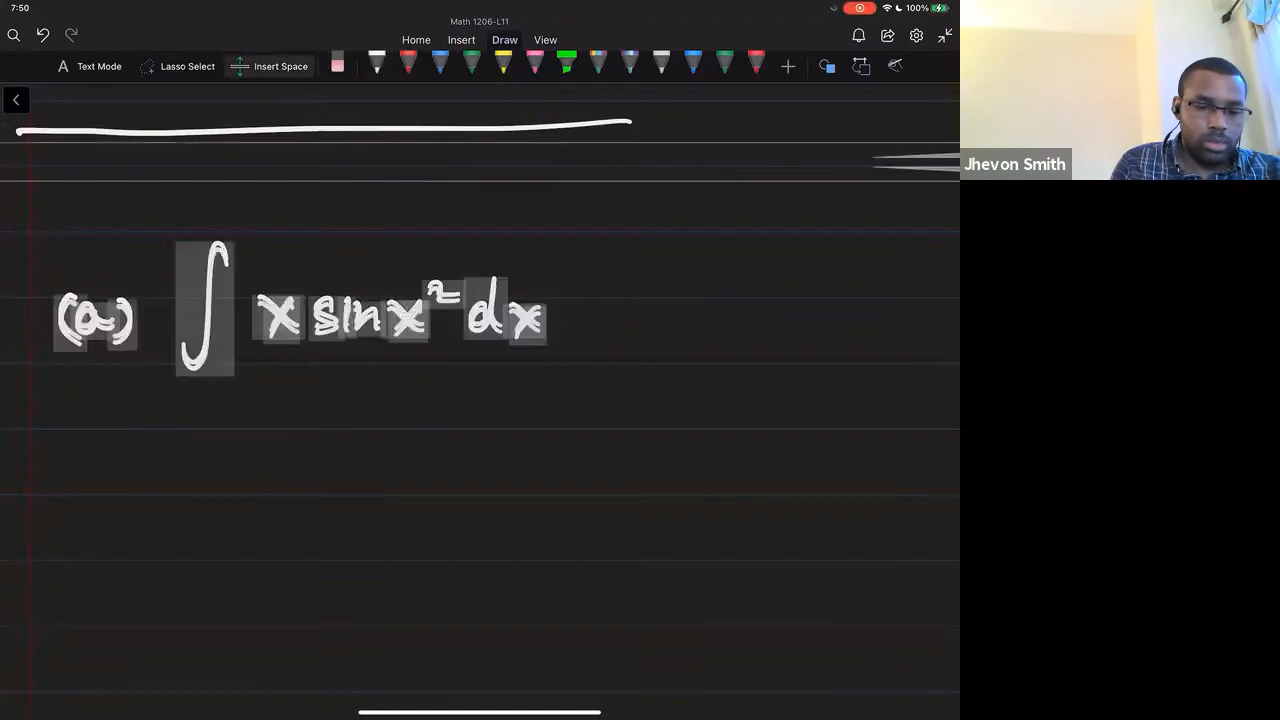 7:50
100%
Math 1206-L11
Home Insert Draw View
Text Mode Lasso Select Insert Space
(a) ∫ x sin x² dx
Jhevon Smith